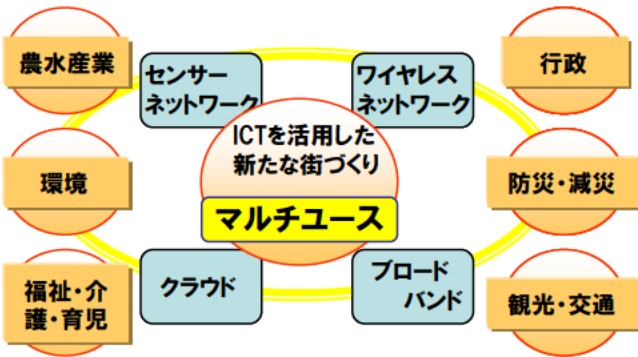 農水産業
センサー
ネットワーク
ワイヤレス
ネットワーク
行政
ICTを活用した
新たな街づくり
マルチユース
環境
防災・減災
福祉・介
護・育児
クラウド
ブロード
バンド
観光・交通